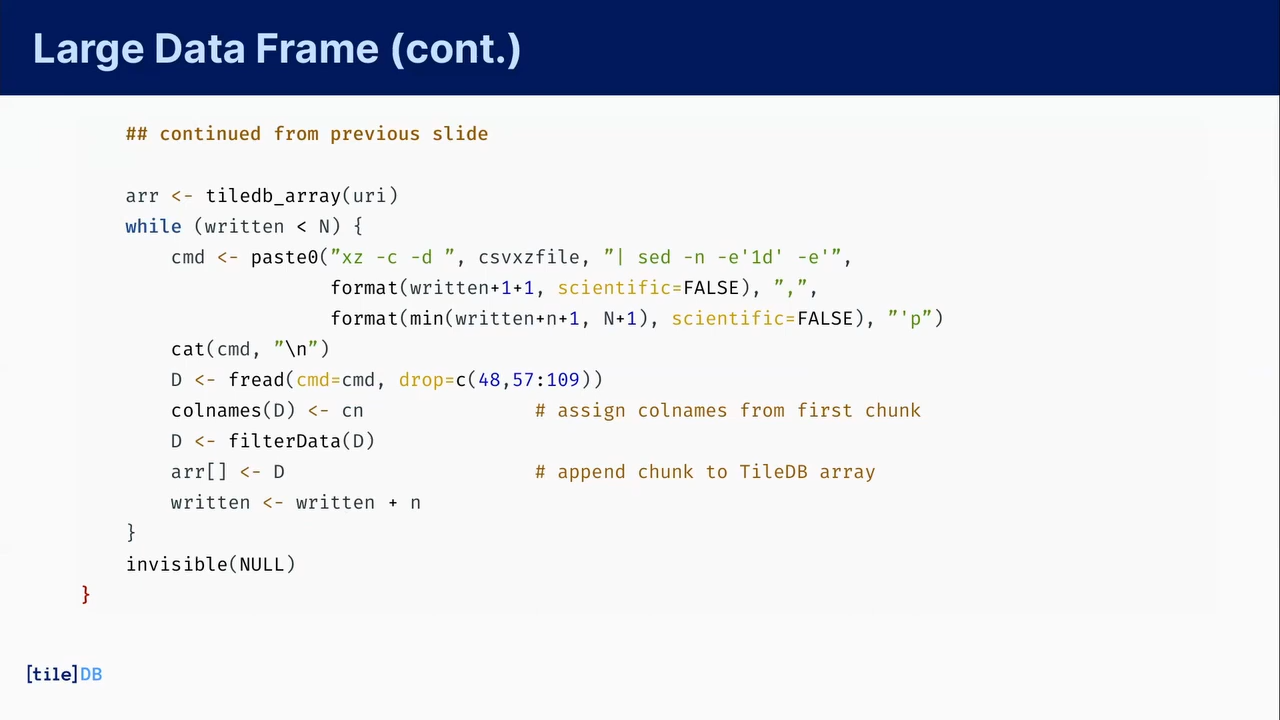 Large Data Frame (cont.)
## continued from previous slide
arr <- tiledb_array(uri)
while (written < N) {
cmd <- paste0("xz -c -d ", csvxzfile, "| sed -n -e'1d' -e'",
format(written+1+1, scientific=FALSE), ",",
format(min(written+n+1, N+1), scientific=FALSE), "'p")
cat(cmd, "\n")
D <- fread(cmd=cmd, drop=c(48,57:109))
colnames(D) <- cn # assign colnames from first chunk
D <- filterData(D)
arr[] <- D # append chunk to TileDB array
written <- written + n
}
invisible(NULL)
}
[tile]DB